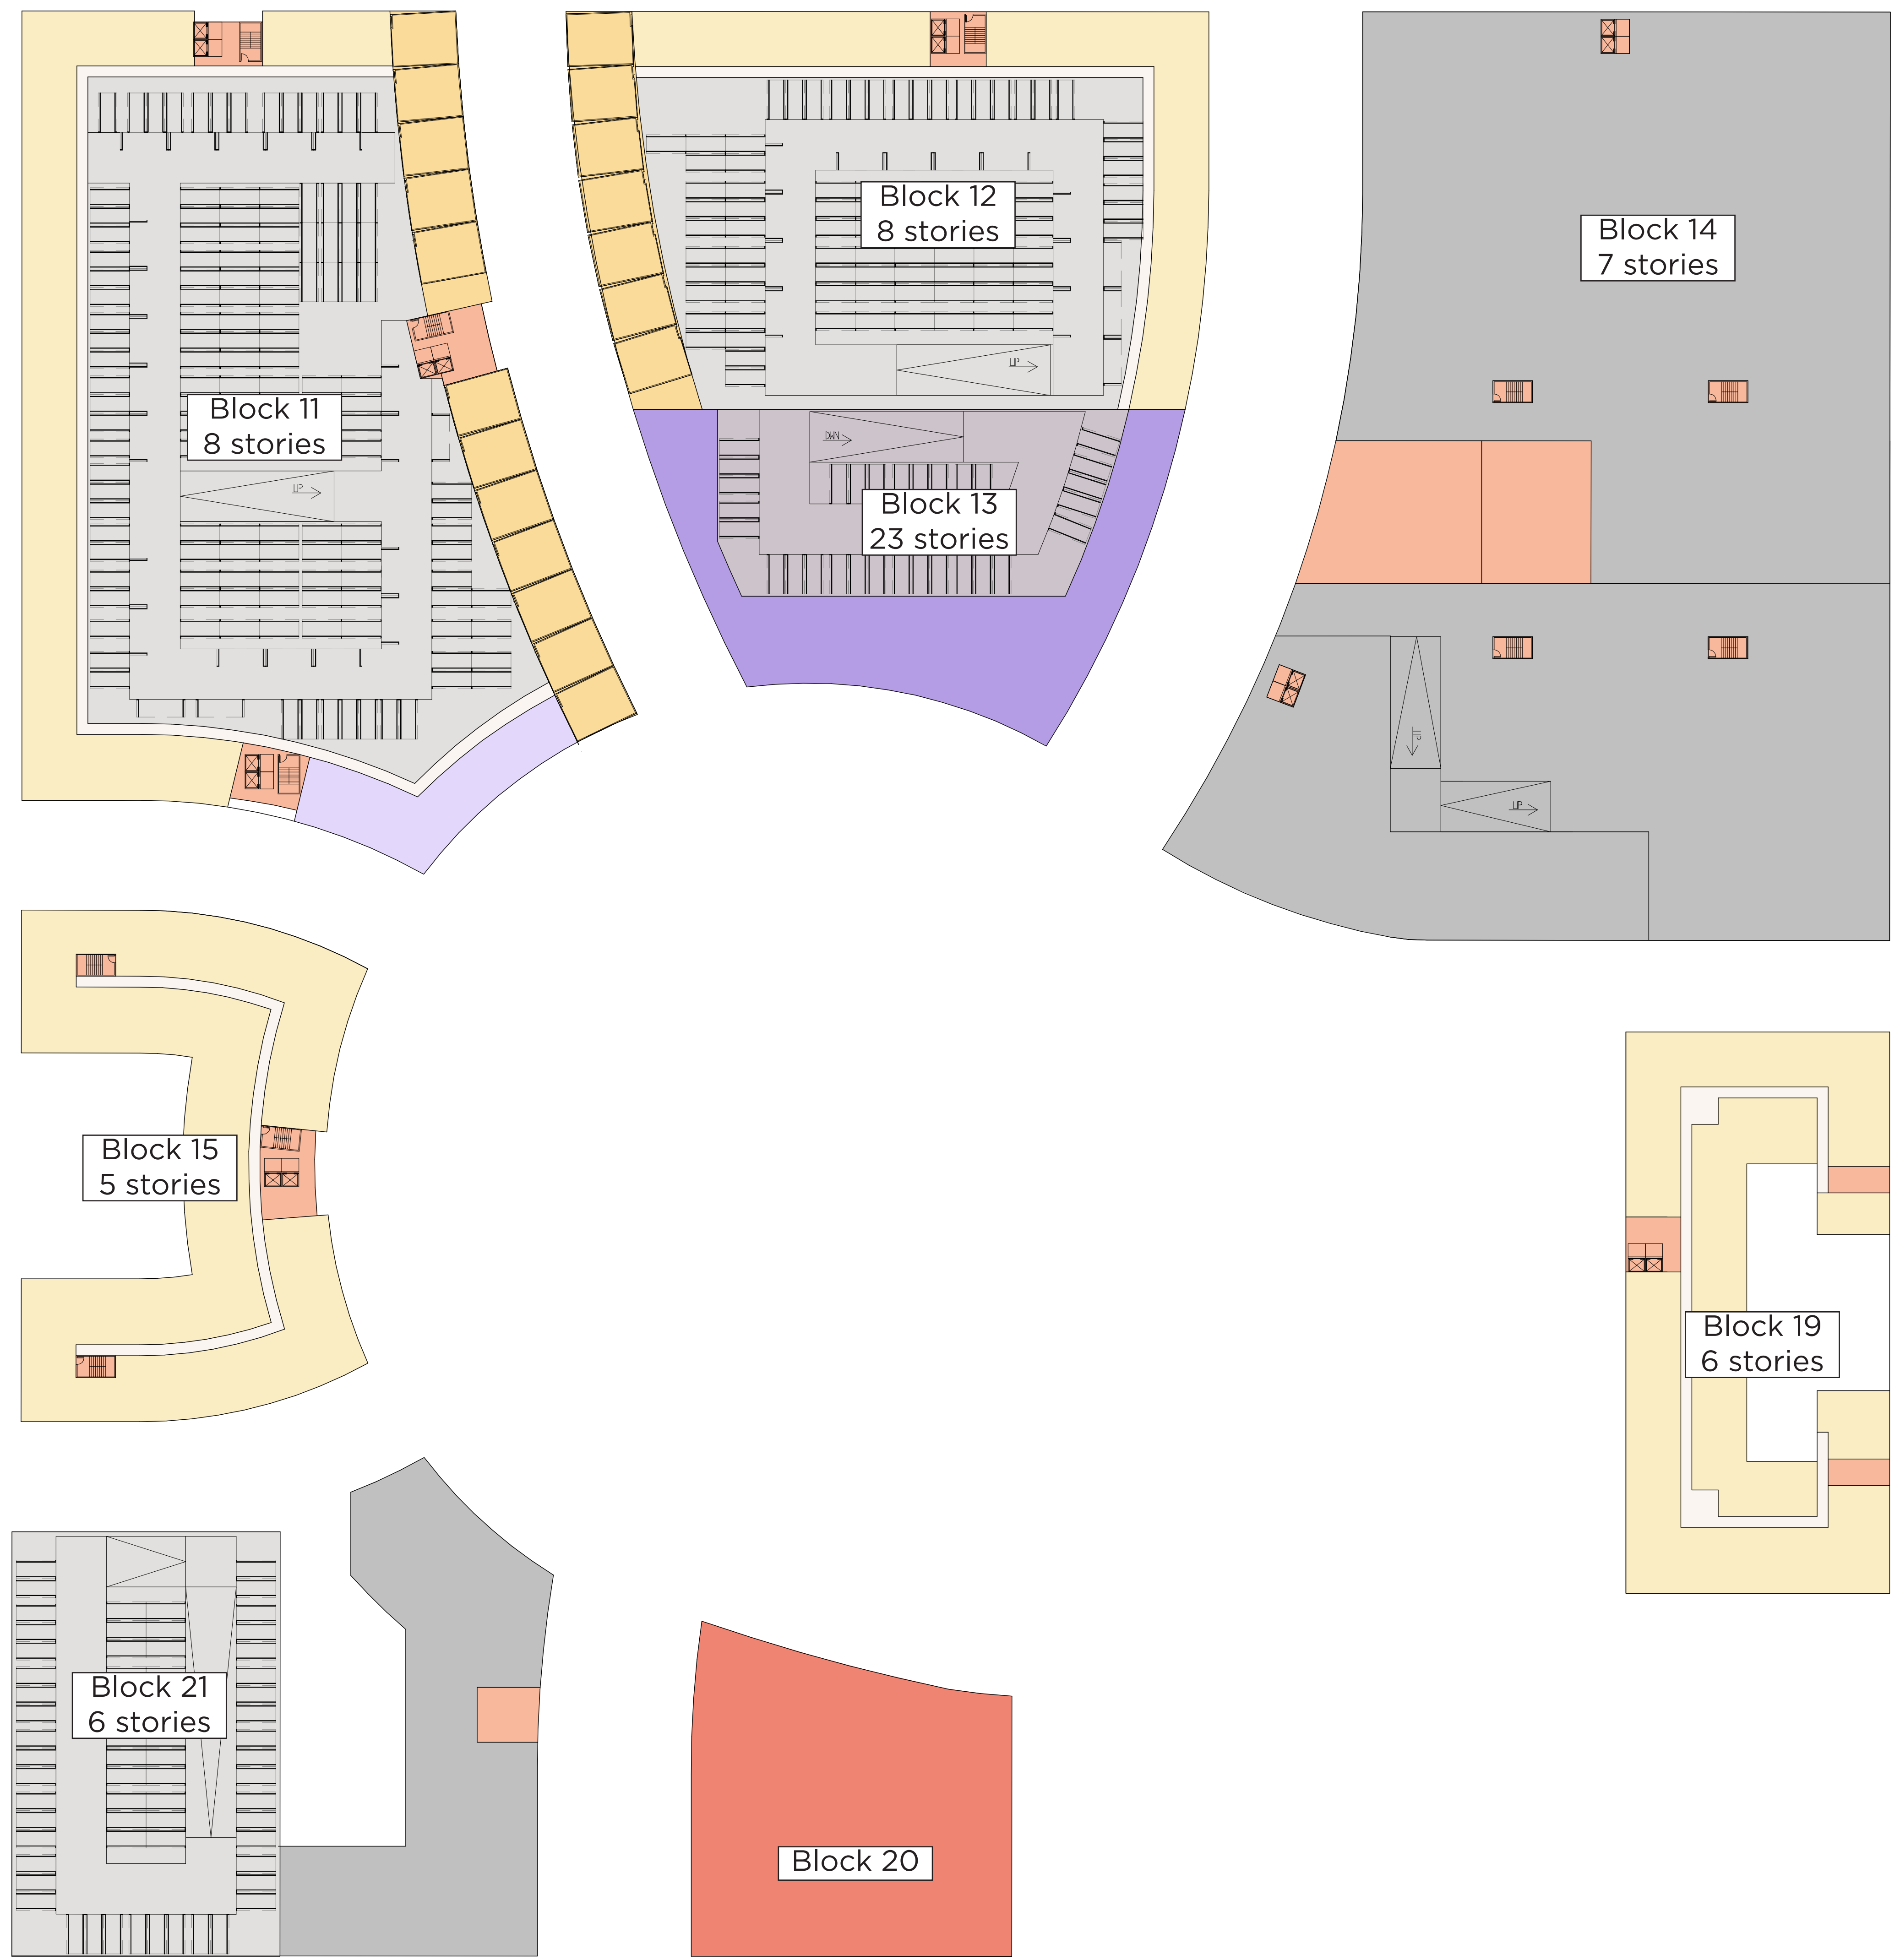 Block 12
8 stories
Block 14
7 stories
UP
Block 11
8 stories
DWN
UP
Block 13
23 stories
UP
UP
Block 15
5 stories
Block 19
6 stories
Block 21
6 stories
Block 20